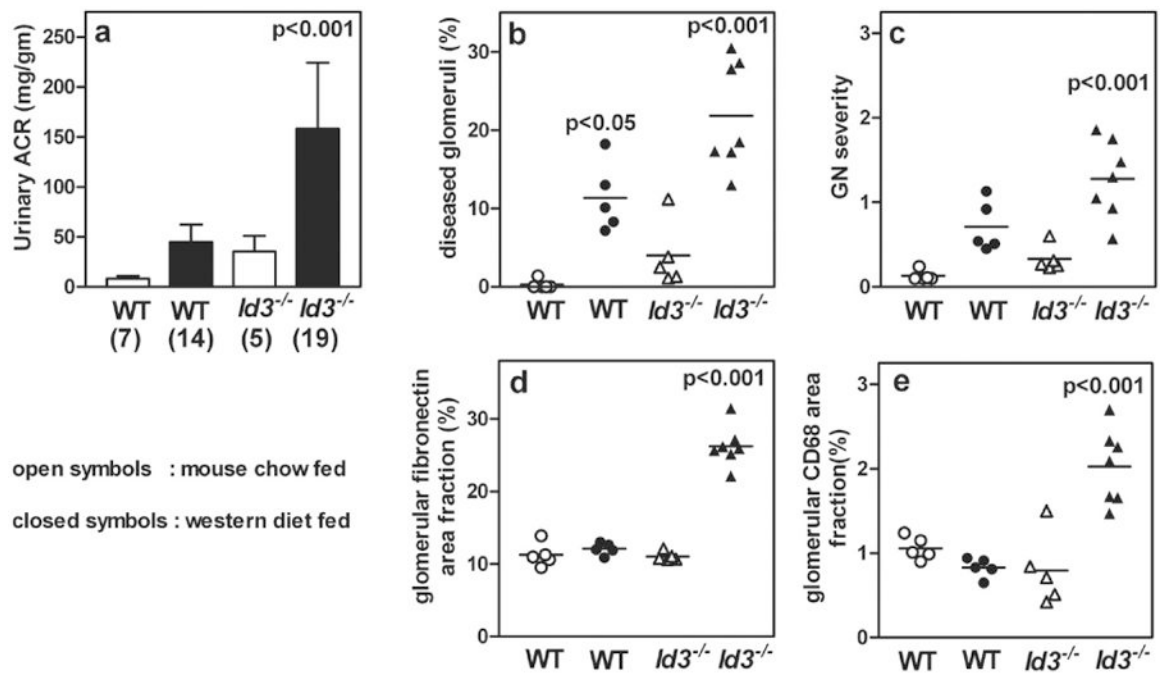 a
p<0.001
Urinary ACR (mg/gm)
250
200
150
100
50
0
WT WT Id3-/- Id3-/-
(7) (14) (5) (19)
b
p<0.001
p<0.05
diseased glomeruli (%)
30
20
10
0
WT WT Id3-/- Id3-/-
c
p<0.001
GN severity
3
2
1
0
WT WT Id3-/- Id3-/-
open symbols : mouse chow fed
closed symbols : western diet fed
d
p<0.001
glomerular fibronectin
area fraction (%)
30
20
10
0
WT WT Id3-/- Id3-/-
e
p<0.001
glomerular CD68 area
fraction(%)
3
2
1
0
WT WT Id3-/- Id3-/-